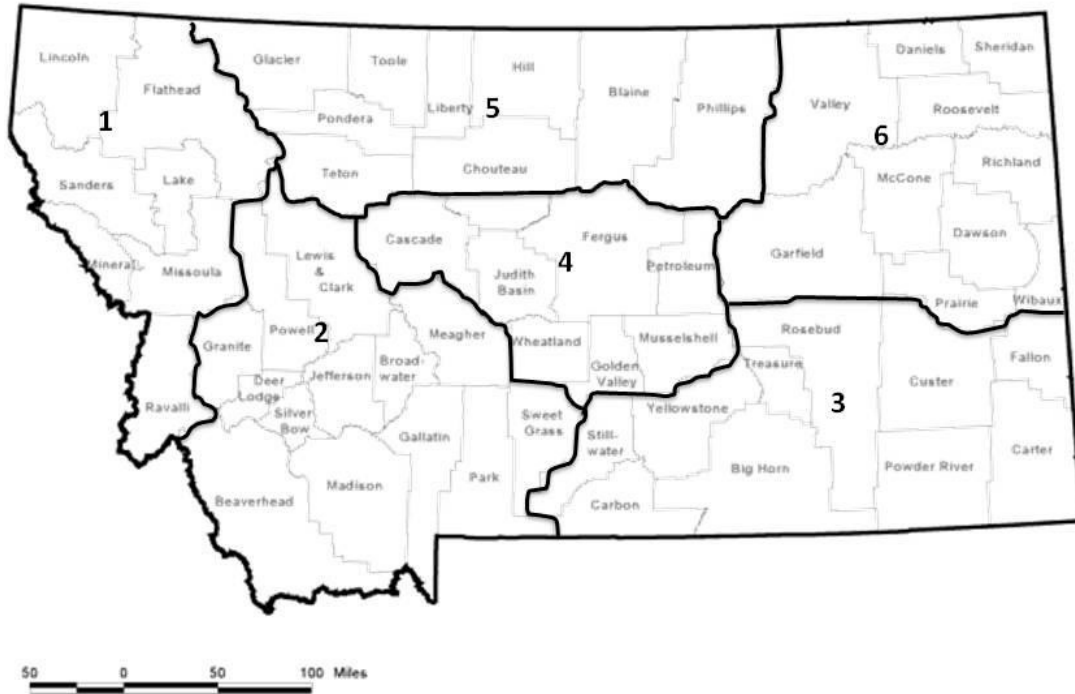 Lincoln
Flathead
1
Sanders
Lake
Mineral
Missoula
Ravalli
Glacier
Toole
Liberty
Hill
5
Blaine
Phillips
Pondera
Teton
Chouteau
Daniels
Sheridan
Valley
Roosevelt
6
Richland
McCone
Dawson
Garfield
Prairie
Wibaux
Cascade
Fergus
4
Judith
Basin
Petroleum
Wheatland
Golden
Valley
Musselshell
Lewis
&
Clark
Powell
2
Granite
Meagher
Broad-
water
Jefferson
Deer
Lodge
Silver
Bow
Gallatin
Sweet
Grass
Park
Madison
Beaverhead
Rosebud
Treasure
Custer
Fallon
3
Yellowstone
Still-
water
Big Horn
Powder River
Carter
Carbon
50 0 50 100 Miles